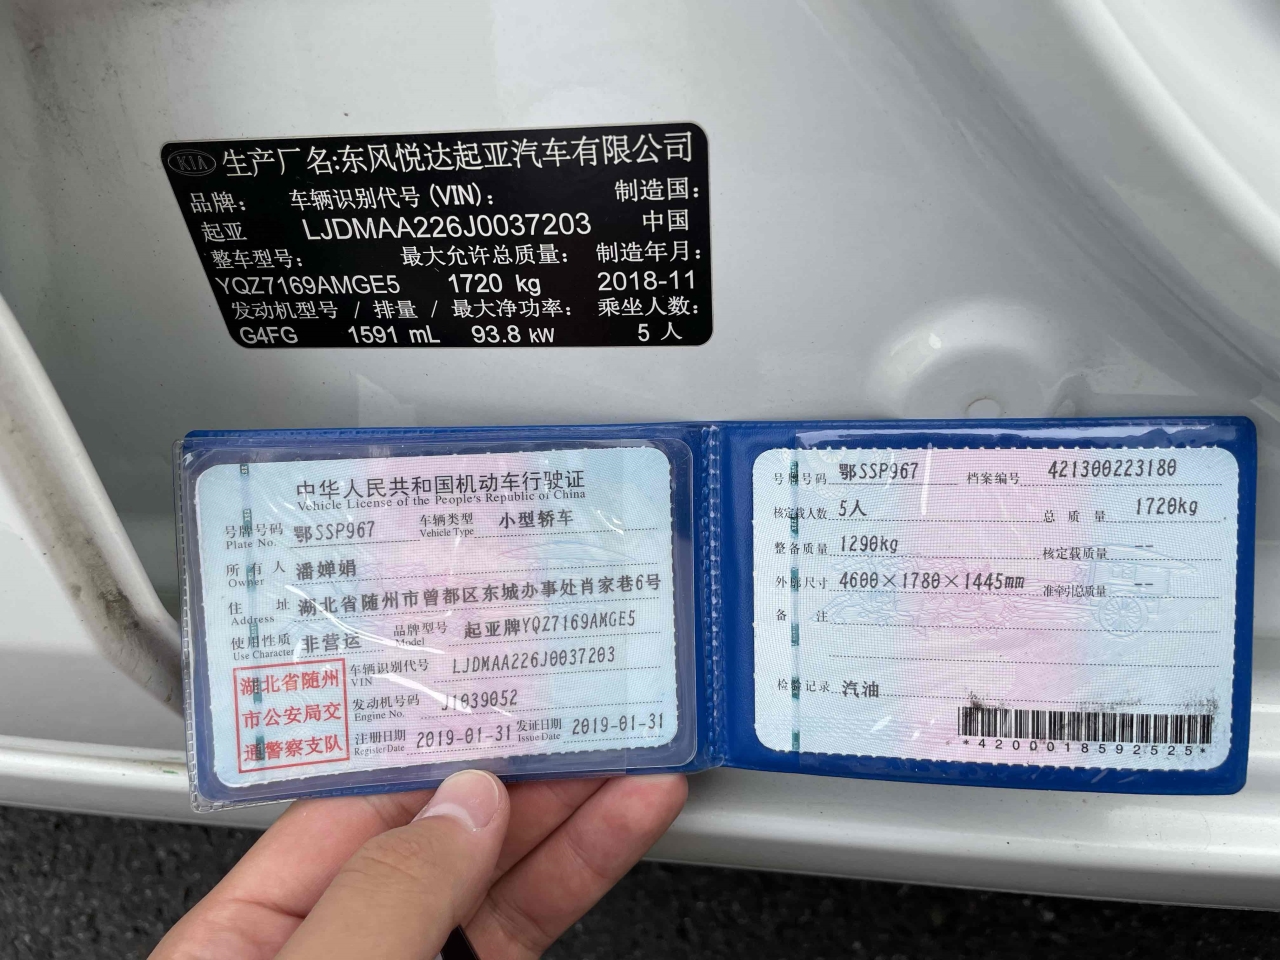 KIA 生产厂名:东风悦达起亚汽车有限公司
品牌: 车辆识别代号(VIN): 制造国:
起亚 LJDMAA226J0037203 中国
整车型号: 最大允许总质量: 制造年月:
YQZ7169AMGE5 1720 kg 2018-11
发动机型号 / 排量 / 最大净功率: 乘坐人数:
G4FG 1591 mL 93.8 kW 5 人
中华人民共和国机动车行驶证
Vehicle License of the People's Republic of China
号牌号码 鄂SSP967 车辆类型 小型轿车
Plate No. Vehicle Type
所有人 潘婵娟
Owner
住址 湖北省随州市曾都区东城办事处肖家巷6号
Address
使用性质 非营运 品牌型号 起亚牌YQZ7169AMGE5
Use Character Model
湖北省随州
市公安局交
通警察支队
车辆识别代号 LJDMAA226J0037203
VIN
发动机号码 J1039052
Engine No.
注册日期 2019-01-31 发证日期 2019-01-31
Register Date Issue Date
号牌号码 鄂SSP967 档案编号 421300223180
核定载人数 5人 总质量 1720kg
整备质量 1290kg 核定载质量 --
外廓尺寸 4600×1780×1445mm 准牵引总质量 --
备注
检验记录 汽油
*4200018592525*